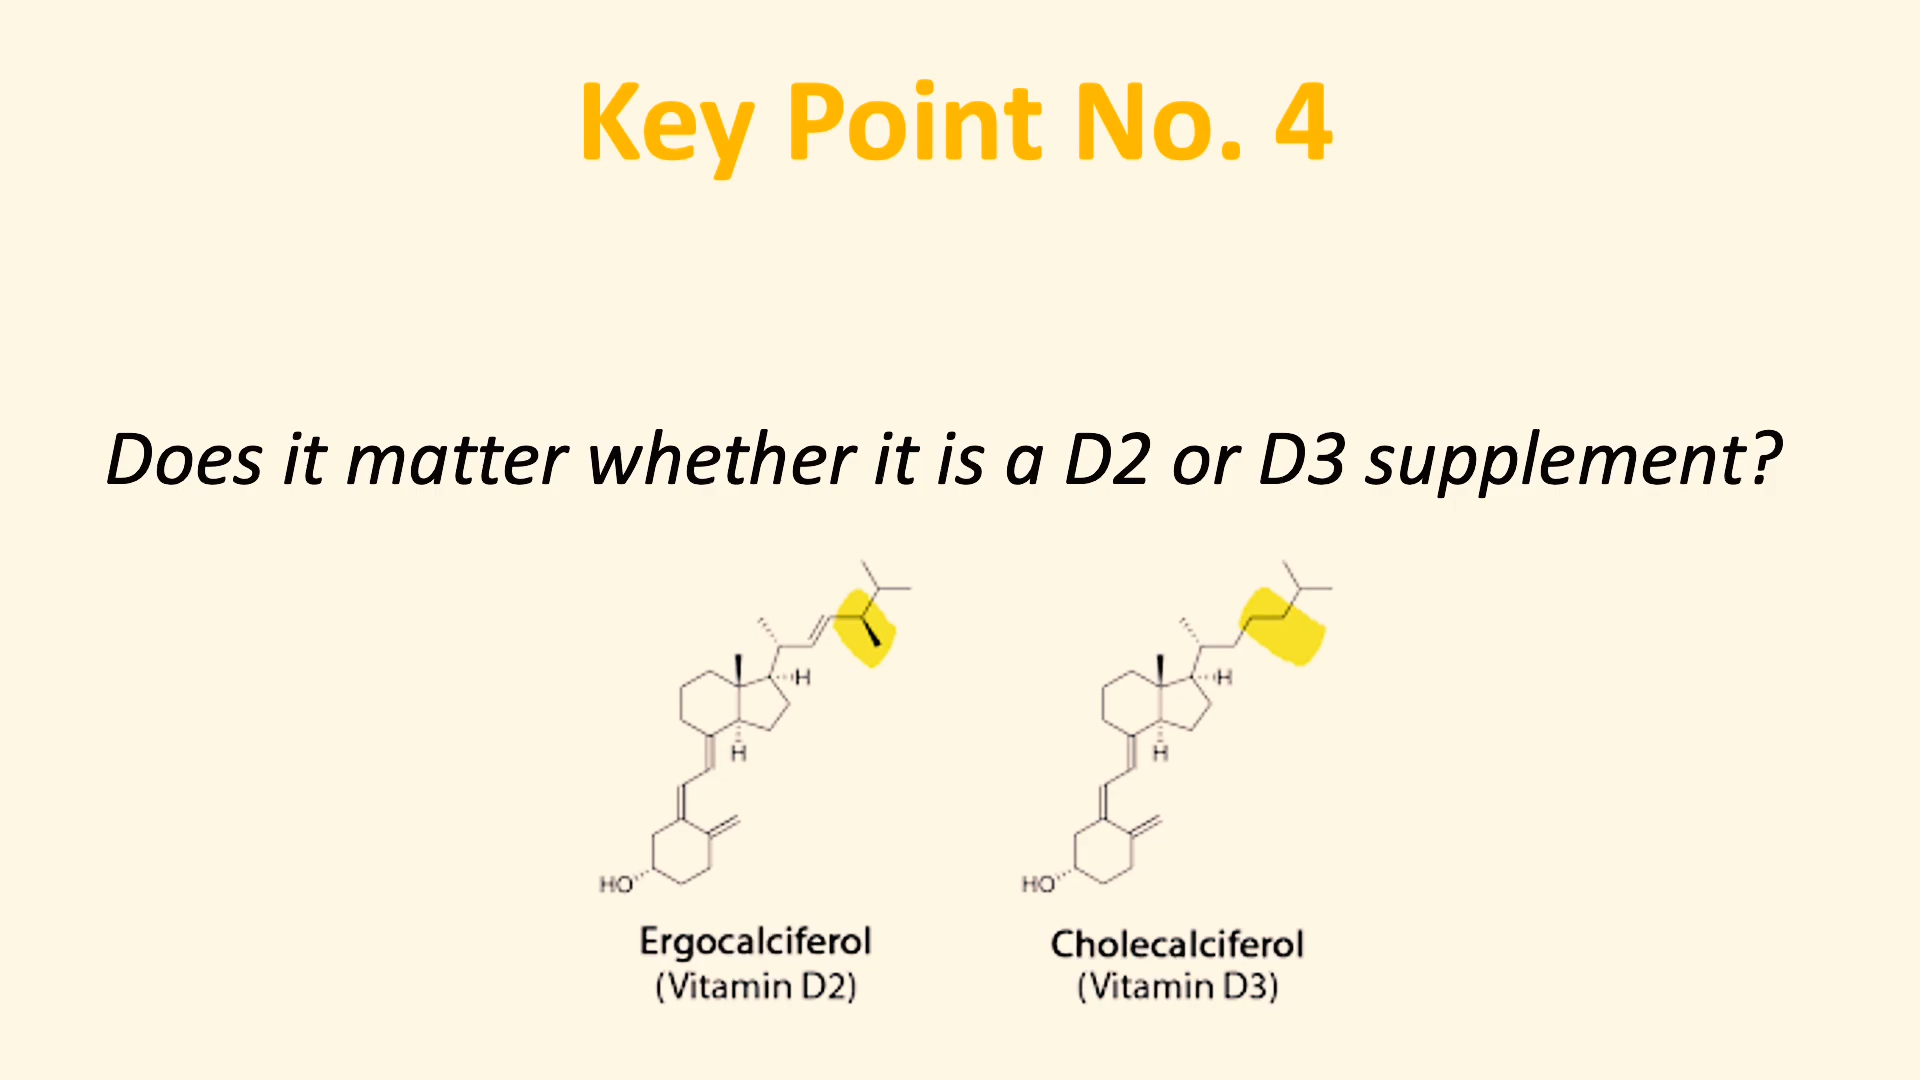 Key Point No. 4
Does it matter whether it is a D2 or D3 supplement?
H
H
HO
Ergocalciferol
(Vitamin D2)
H
H
HO
Cholecalciferol
(Vitamin D3)